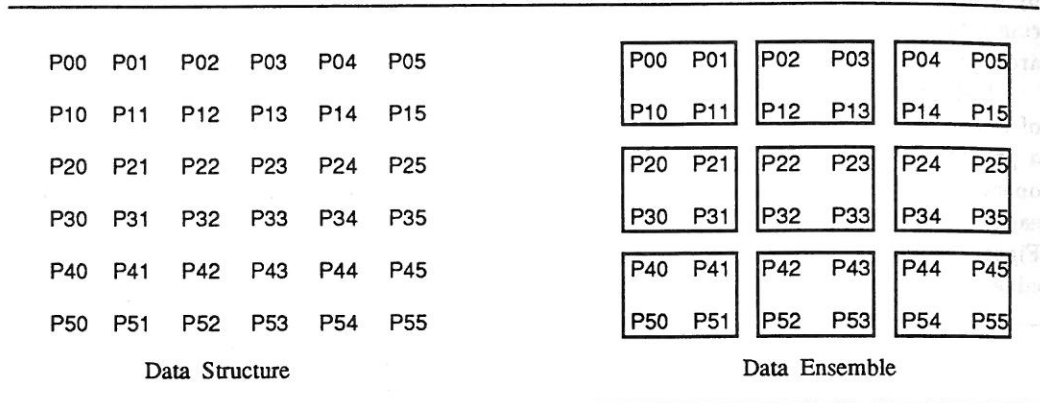 P00 P01 P02 P03 P04 P05
P10 P11 P12 P13 P14 P15
P20 P21 P22 P23 P24 P25
P30 P31 P32 P33 P34 P35
P40 P41 P42 P43 P44 P45
P50 P51 P52 P53 P54 P55
Data Structure
P00 P01 P02 P03 P04 P05
P10 P11 P12 P13 P14 P15
P20 P21 P22 P23 P24 P25
P30 P31 P32 P33 P34 P35
P40 P41 P42 P43 P44 P45
P50 P51 P52 P53 P54 P55
Data Ensemble